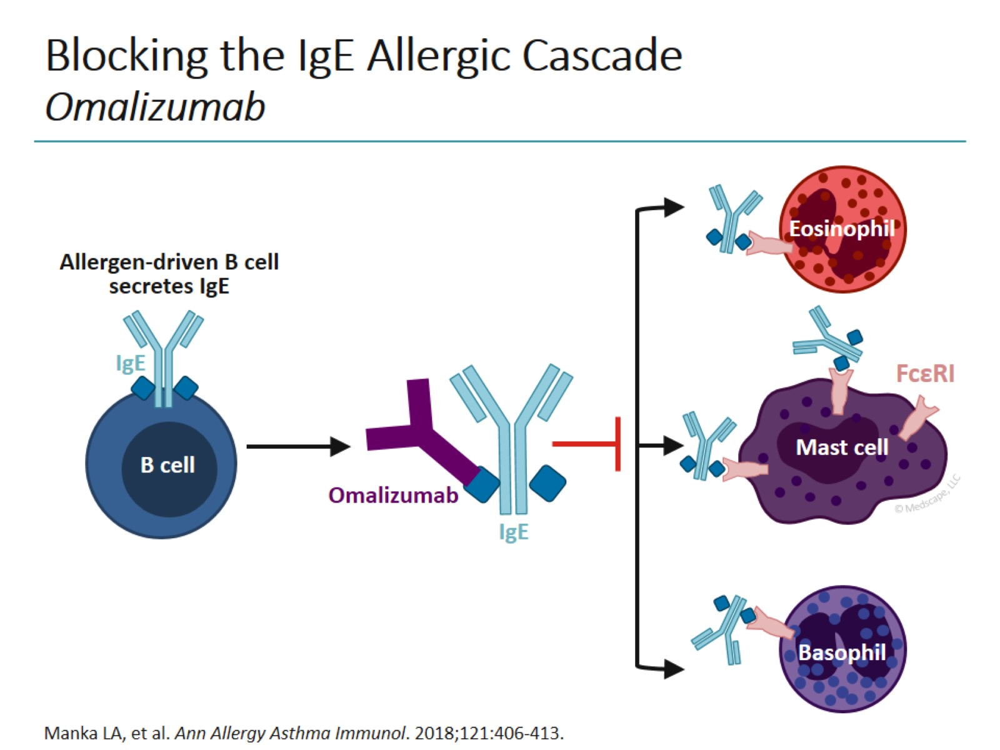 Blocking the IgE Allergic Cascade
Omalizumab
Allergen-driven B cell
secretes IgE
IgE
B cell
Omalizumab
IgE
Eosinophil
FcεRI
Mast cell
© Medscape, LLC
Basophil
Manka LA, et al. Ann Allergy Asthma Immunol. 2018;121:406-413.